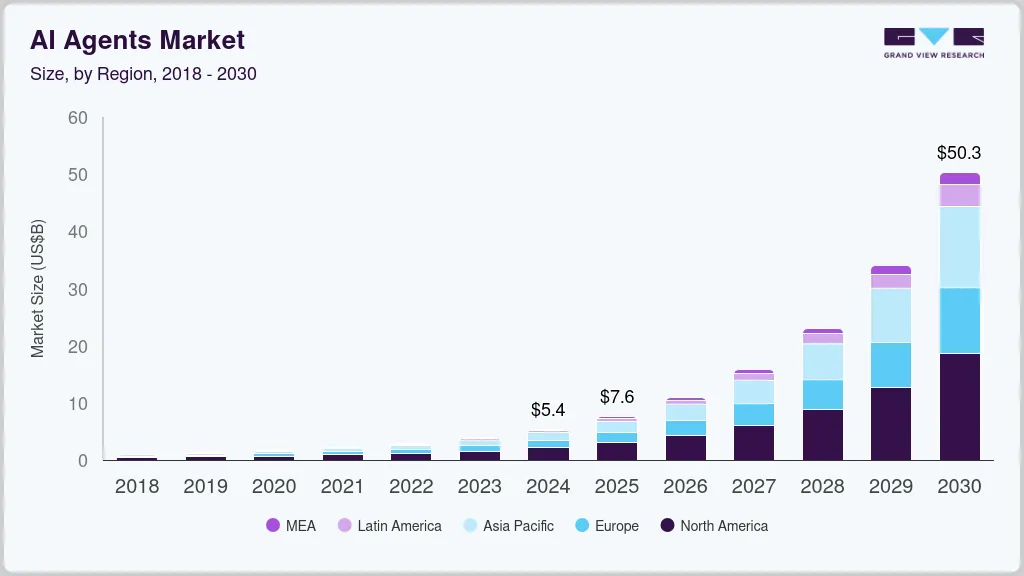 AI Agents Market
Size, by Region, 2018 - 2030
GRAND VIEW RESEARCH
Market Size (US$B)
60
50
40
30
20
10
0
$5.4
$7.6
$50.3
2018 2019 2020 2021 2022 2023 2024 2025 2026 2027 2028 2029 2030
MEA Latin America Asia Pacific Europe North America